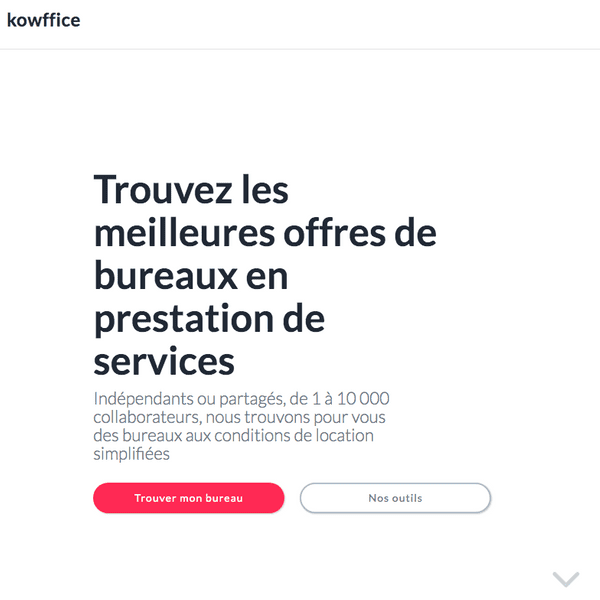 kowffice
Trouvez les
meilleures offres de
bureaux en
prestation de
services
Indépendants ou partagés, de 1 à 10 000
collaborateurs, nous trouvons pour vous
des bureaux aux conditions de location
simplifiées
Trouver mon bureau
Nos outils